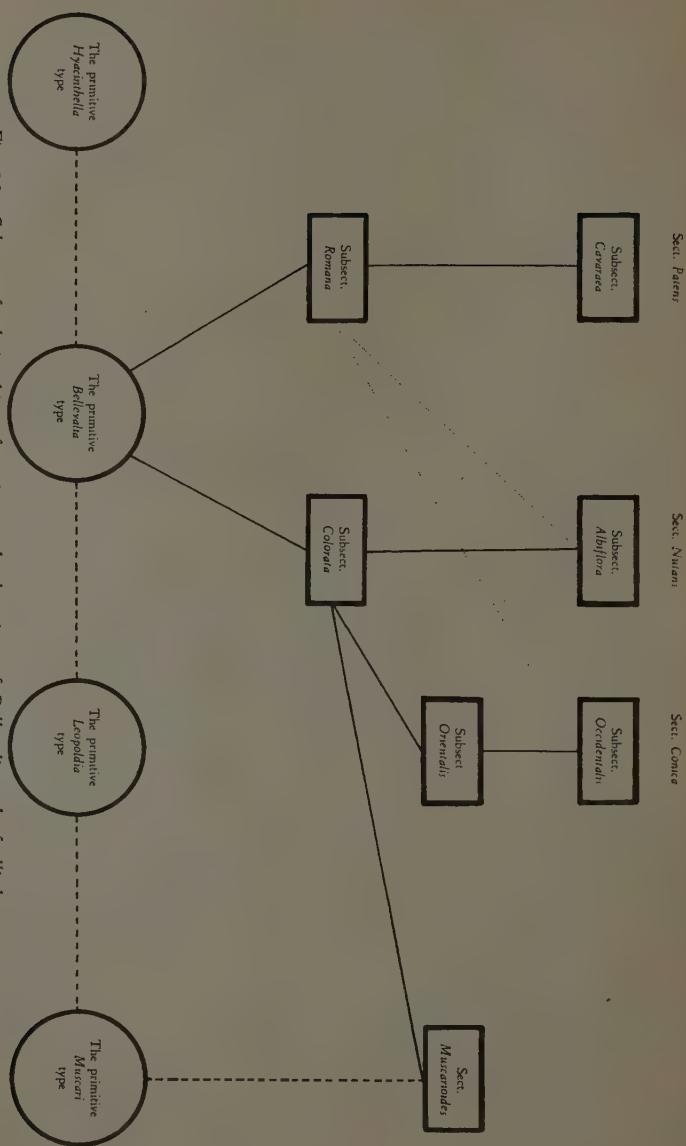 Sect. Patens
Sect. Nutans
Sect. Conica
Subsect.
Cavaraea
Subsect.
Albiflora
Subsect.
Occidentalis
Subsect
Orientalis
Sect.
Muscarioides
Subsect.
Romana
Subsect.
Colorata
The primitive
Hyacinthella
type
The primitive
Bellevalia
type
The primitive
Leopoldia
type
The primitive
Muscari
type